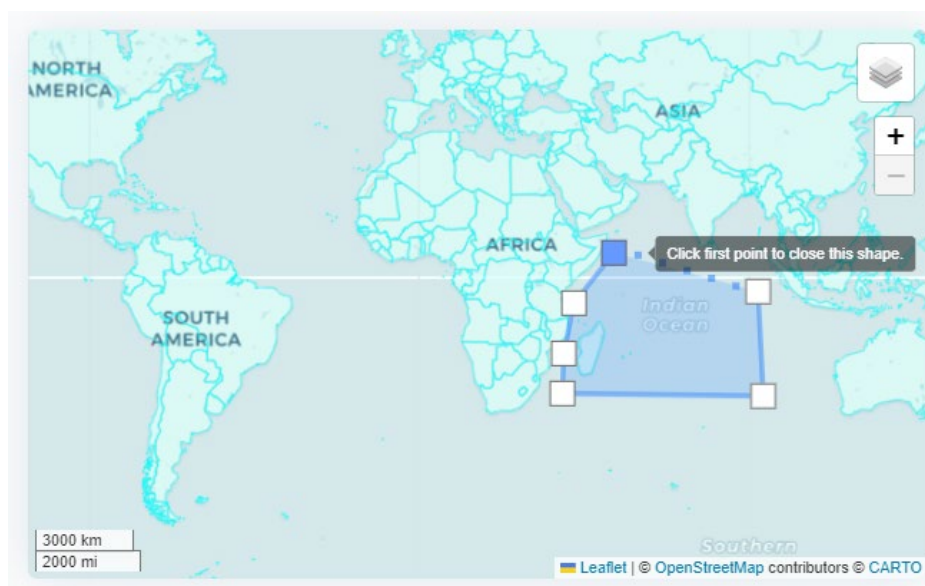 NORTH
AMERICA
ASIA
+
−
AFRICA
Click first point to close this shape.
Indian
Ocean
SOUTH
AMERICA
3000 km
2000 mi
Southern
Leaflet | © OpenStreetMap contributors © CARTO